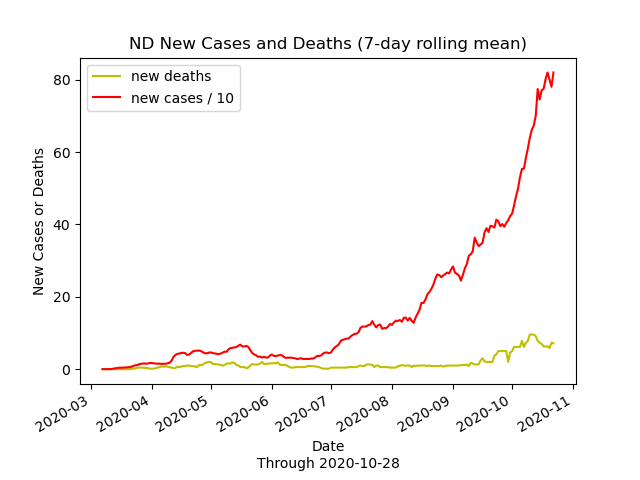 ND New Cases and Deaths (7-day rolling mean)
new deaths
new cases / 10
New Cases or Deaths
80
60
40
20
0
2020-03
2020-04
2020-05
2020-06
2020-07
2020-08
2020-09
2020-10
2020-11
Date
Through 2020-10-28